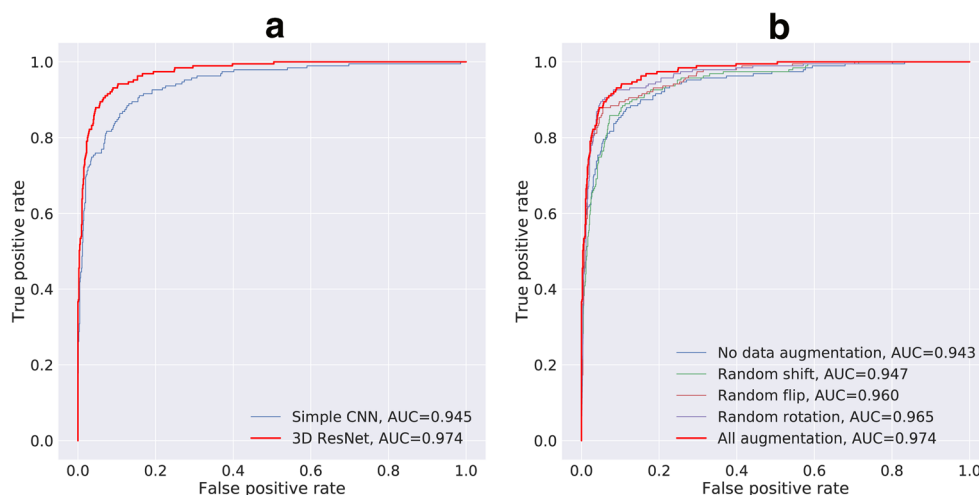 a
1.0
0.8
0.6
0.4
0.2
0.0
True positive rate
Simple CNN, AUC=0.945
3D ResNet, AUC=0.974
0.0 0.2 0.4 0.6 0.8 1.0
False positive rate
b
1.0
0.8
0.6
0.4
0.2
0.0
True positive rate
No data augmentation, AUC=0.943
Random shift, AUC=0.947
Random flip, AUC=0.960
Random rotation, AUC=0.965
All augmentation, AUC=0.974
0.0 0.2 0.4 0.6 0.8 1.0
False positive rate